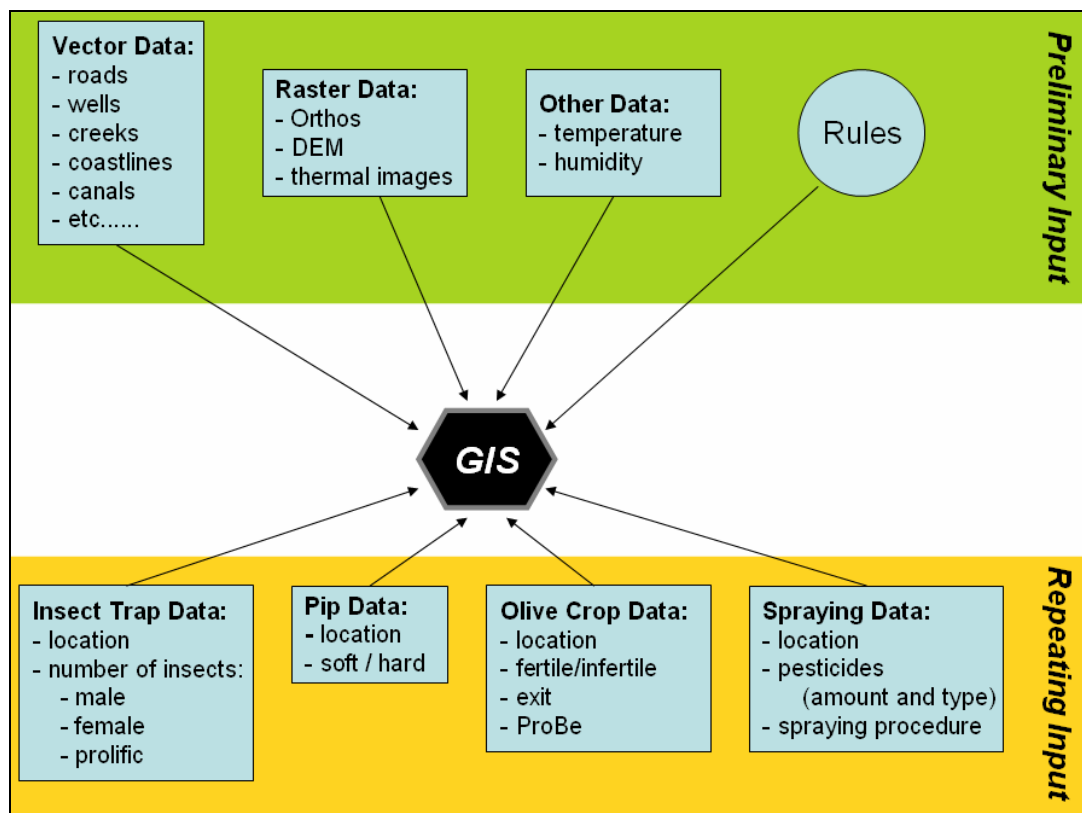 Vector Data:
- roads
- wells
- creeks
- coastlines
- canals
- etc......
Raster Data:
- Orthos
- DEM
- thermal images
Other Data:
- temperature
- humidity
Rules
Preliminary Input
GIS
Insect Trap Data:
- location
- number of insects:
- male
- female
- prolific
Pip Data:
- location
- soft / hard
Olive Crop Data:
- location
- fertile/infertile
- exit
- ProBe
Spraying Data:
- location
- pesticides
(amount and type)
- spraying procedure
Repeating Input